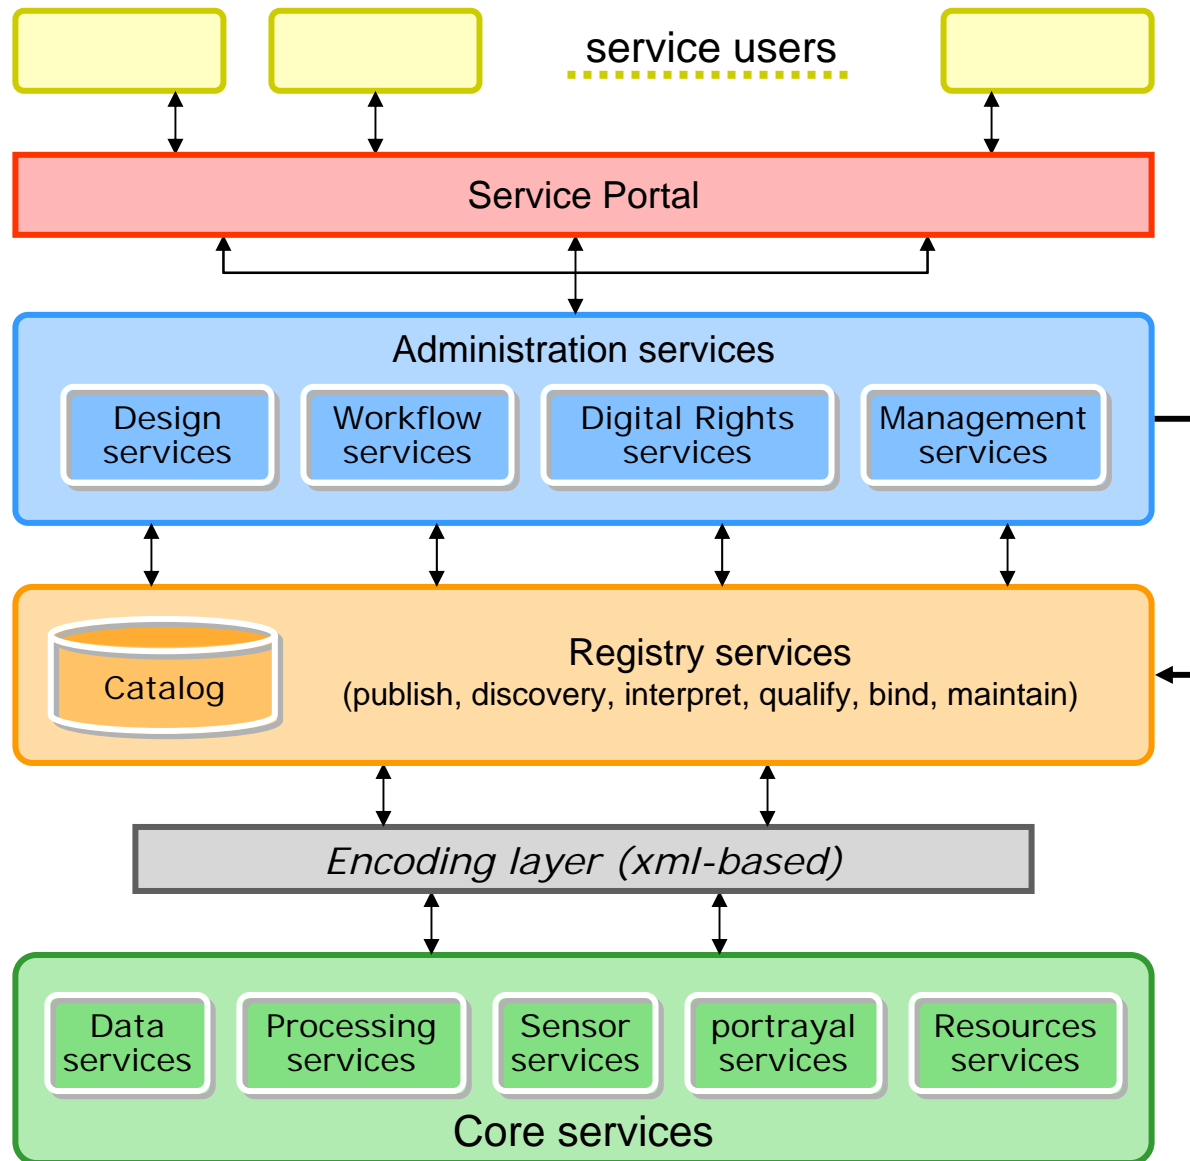 service users
Service Portal
Administration services
Design
services
Workflow
services
Digital Rights
services
Management
services
Catalog
Registry services
(publish, discovery, interpret, qualify, bind, maintain)
Encoding layer (xml-based)
Data
services
Processing
services
Sensor
services
portrayal
services
Resources
services
Core services